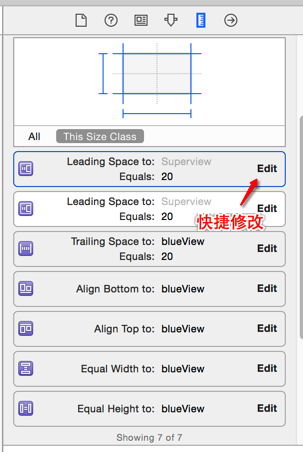 All This Size Class
Leading Space to: Superview
Equals: 20
Edit
Leading Space to: Superview
Equals: 20
Edit
快捷修改
Trailing Space to: blueView
Equals: 20
Edit
Align Bottom to: blueView Edit
Align Top to: blueView Edit
Equal Width to: blueView Edit
Equal Height to: blueView Edit
Showing 7 of 7